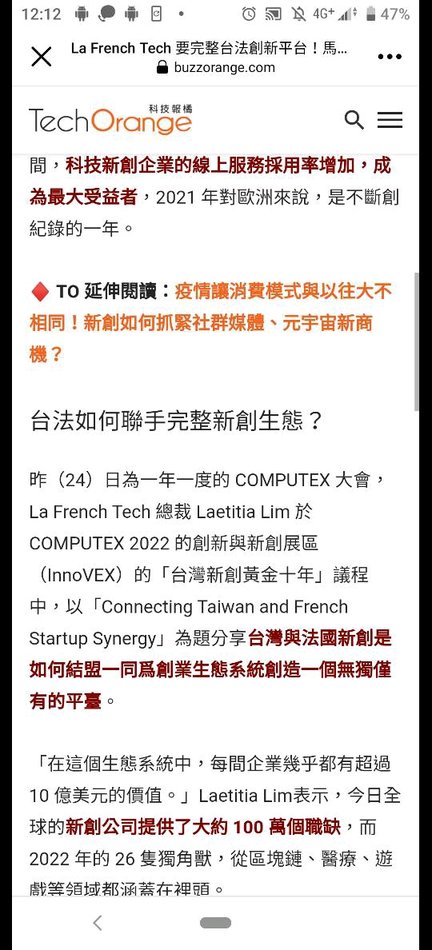 12:12
4G+
47%
La French Tech 要完整台法創新平台！馬...
buzzorange.com
科技報橘
TechOrange
間，科技新創企業的線上服務採用率增加，成
為最大受益者，2021 年對歐洲來說，是不斷創
紀錄的一年。
TO 延伸閱讀：疫情讓消費模式與以往大不
相同！新創如何抓緊社群媒體、元宇宙新商
機？
台法如何聯手完整新創生態？
昨（24）日為一年一度的 COMPUTEX 大會，
La French Tech 總裁 Laetitia Lim 於
COMPUTEX 2022 的創新與新創展區
（InnoVEX）的「台灣新創黃金十年」議程
中，以「Connecting Taiwan and French
Startup Synergy」為題分享台灣與法國新創是
如何結盟一同爲創業生態系統創造一個無獨僅
有的平臺。
「在這個生態系統中，每間企業幾乎都有超過
10 億美元的價值。」Laetitia Lim表示，今日全
球的新創公司提供了大約 100 萬個職缺，而
2022 年的 26 隻獨角獸，從區塊鏈、醫療、遊
戲等領域都涵蓋在裡頭。